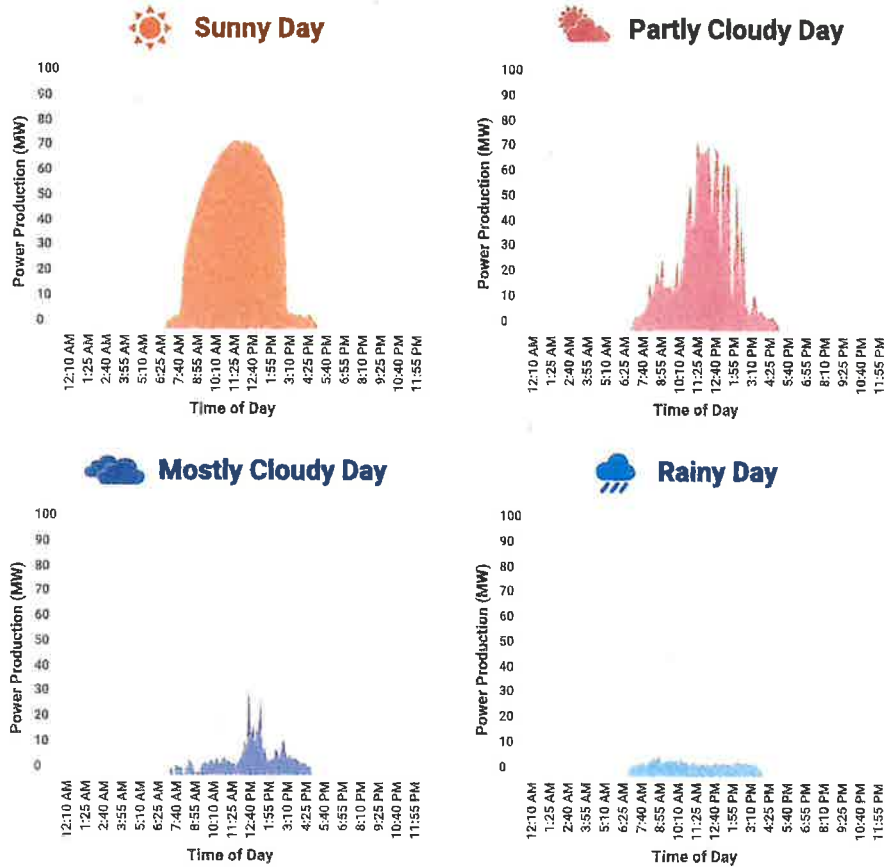 Sunny Day
Power Production (MW)
100
90
80
70
60
50
40
30
20
10
0
12:10 AM
1:25 AM
2:40 AM
3:55 AM
5:10 AM
6:25 AM
7:40 AM
8:55 AM
10:10 AM
11:25 AM
12:40 PM
1:55 PM
3:10 PM
4:25 PM
5:40 PM
6:55 PM
8:10 PM
9:25 PM
10:40 PM
11:55 PM
Time of Day
Partly Cloudy Day
Power Production (MW)
100
90
80
70
60
50
40
30
20
10
0
12:10 AM
1:25 AM
2:40 AM
3:55 AM
5:10 AM
6:25 AM
7:40 AM
8:55 AM
10:10 AM
11:25 AM
12:40 PM
1:55 PM
3:10 PM
4:25 PM
5:40 PM
6:55 PM
8:10 PM
9:25 PM
10:40 PM
11:55 PM
Time of Day
Mostly Cloudy Day
Power Production (MW)
100
90
80
70
60
50
40
30
20
10
0
12:10 AM
1:25 AM
2:40 AM
3:55 AM
5:10 AM
6:25 AM
7:40 AM
8:55 AM
10:10 AM
11:25 AM
12:40 PM
1:55 PM
3:10 PM
4:25 PM
5:40 PM
6:55 PM
8:10 PM
9:25 PM
10:40 PM
11:55 PM
Time of Day
Rainy Day
Power Production (MW)
100
90
80
70
60
50
40
30
20
10
0
12:10 AM
1:25 AM
2:40 AM
3:55 AM
5:10 AM
6:25 AM
7:40 AM
8:55 AM
10:10 AM
11:25 AM
12:40 PM
1:55 PM
3:10 PM
4:25 PM
5:40 PM
6:55 PM
8:10 PM
9:25 PM
10:40 PM
11:55 PM
Time of Day